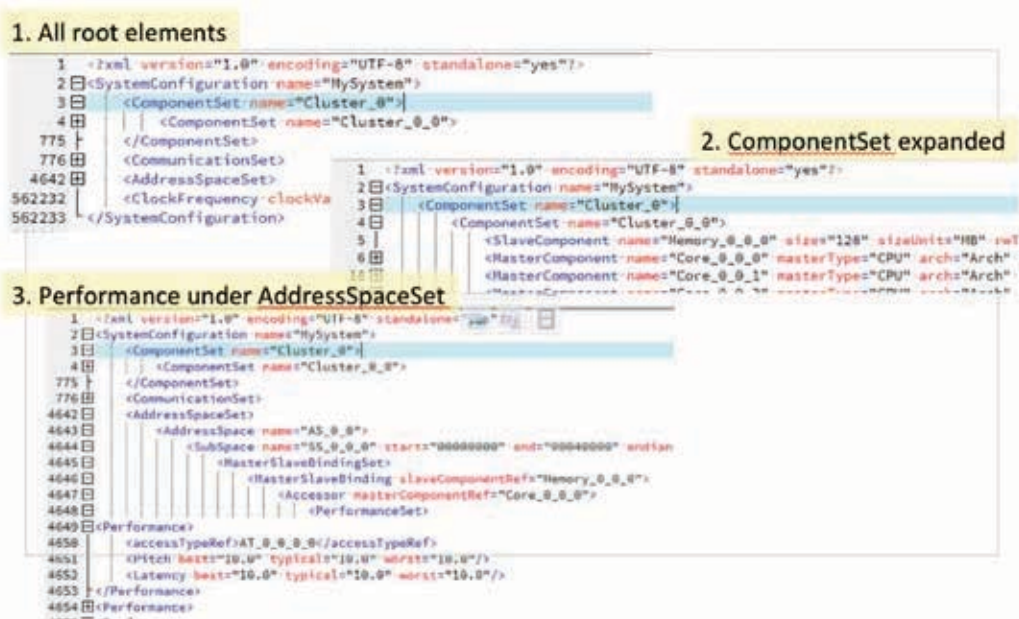 1. All root elements
1 <?xml version="1.0" encoding="UTF-8" standalone="yes"?>
2 <SystemConfiguration name="MySystem">
3 <ComponentSet name="Cluster_0">
4 <ComponentSet name="Cluster_0_0">
775 </ComponentSet>
776 <CommunicationSet>
4642 <AddressSpaceSet>
562232 <ClockFrequency clockVa
562233 </SystemConfiguration>
2. ComponentSet expanded
1 <?xml version="1.0" encoding="UTF-8" standalone="yes"?>
2 <SystemConfiguration name="MySystem">
3 <ComponentSet name="Cluster_0">
4 <ComponentSet name="Cluster_0_0">
5 <SlaveComponent name="Memory_0_0_0" size="128" sizeUnits="MB" rwT
6 <MasterComponent name="Core_0_0_0" masterType="CPU" arch="Arch"
<MasterComponent name="Core_0_0_1" masterType="CPU" arch="Arch"
3. Performance under AddressSpaceSet
1 <?xml version="1.0" encoding="UTF-8" standalone="
2 <SystemConfiguration name="MySystem">
3 <ComponentSet name="Cluster_0">
4 <ComponentSet name="Cluster_0_0">
775 </ComponentSet>
776 <CommunicationSet>
4642 <AddressSpaceSet>
4643 <AddressSpace name="AS_0_0">
4644 <SubSpace name="SS_0_0_0" start="00000000" end="00040000" endian
4645 <MasterSlaveBindingSet>
4646 <MasterSlaveBinding slaveComponentRef="Memory_0_0_0">
4647 <Accessor masterComponentRef="Core_0_0_0">
4648 <PerformanceSet>
4649 <Performance>
4650 <accessTypeRef>AT_0_0_0_0</accessTypeRef>
4651 <Pitch best="10.0" typical="10.0" worst="10.0"/>
4652 <Latency best="10.0" typical="10.0" worst="10.0"/>
4653 </Performance>
4654 <Performance>